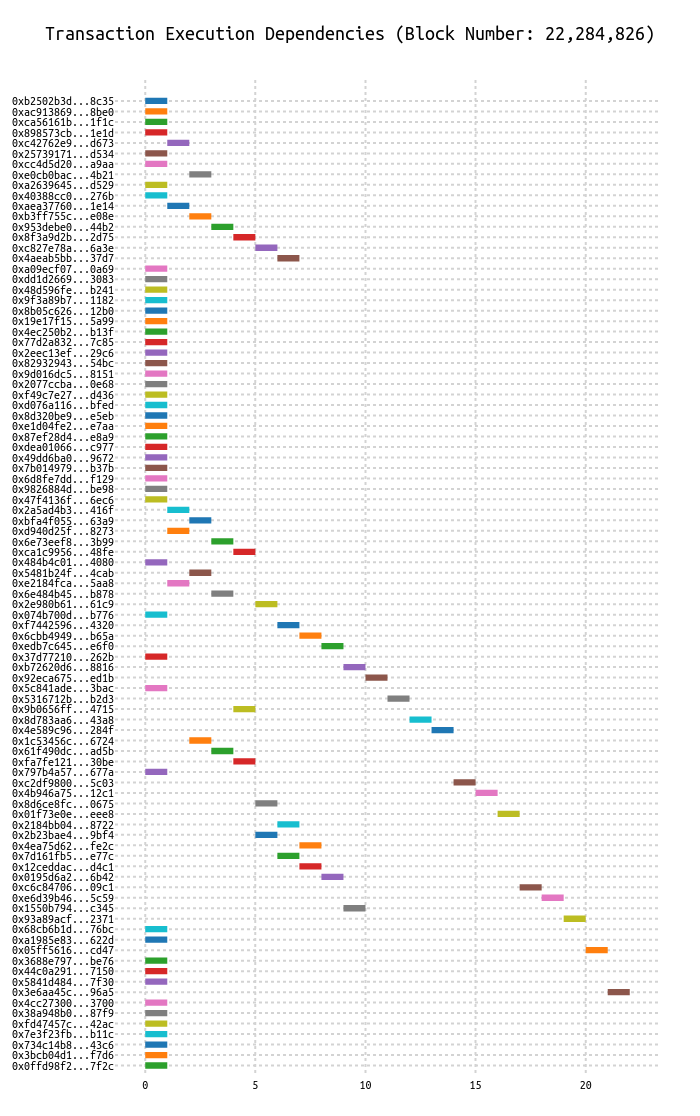 Transaction Execution Dependencies (Block Number: 22,284,826)
0xb2502b3d...8c35
0xac913869...8be0
0xca56161b...1f1c
0x898573cb...1e1d
0xc42762e9...d673
0x25739171...d534
0xcc4d5d20...a9aa
0xe0cb0bac...4b21
0xa2639645...d529
0x40388cc0...276b
0xaea37760...1e14
0xb3ff755c...e08e
0x953debe0...44b2
0x8f3a9d2b...2d75
0xc827e78a...6a3e
0x4aeab5bb...37d7
0xa09ecf07...0a69
0xdd1d2669...3083
0x48d596fe...b241
0x9f3a89b7...1182
0x8b05c626...12b0
0x19e17f15...5a99
0x4ec250b2...b13f
0x77d2a832...7c85
0x2eec13ef...29c6
0x82932943...54bc
0x9d016dc5...8151
0x2077ccba...0e68
0xf49c7e27...d436
0xd076a116...bfed
0x8d320be9...e5eb
0xe1d04fe2...e7aa
0x87ef28d4...e8a9
0xdea01066...c977
0x49dd6ba0...9672
0x7b014979...b37b
0x6d8fe7dd...f129
0x9826884d...be98
0x47f4136f...6ec6
0x2a5ad4b3...416f
0xbfa4f055...63a9
0xd940d25f...8273
0x6e73eef8...3b99
0xca1c9956...48fe
0x484b4c01...4080
0x5481b24f...4cab
0xe2184fca...5aa8
0x6e484b45...b878
0x2e980b61...61c9
0x074b700d...b776
0xf7442596...4320
0x6cbb4949...b65a
0xedb7c645...e6f0
0x37d77210...262b
0xb72620d6...8816
0x92eca675...ed1b
0x5c841ade...3bac
0x5316712b...b2d3
0x9b0656ff...4715
0x8d783aa6...43a8
0x4e589c96...284f
0x1c53456c...6724
0x61f490dc...ad5b
0xfa7fe121...30be
0x797b4a57...677a
0xc2df9800...5c03
0x4b946a75...12c1
0x8d6ce8fc...0675
0x01f73e0e...eee8
0x2184bb04...8722
0x2b23bae4...9bf4
0x4ea75d62...fe2c
0x7d161fb5...e77c
0x12ceddac...d4c1
0x0195d6a2...6b42
0xc6c84706...09c1
0xe6d39b46...5c59
0x1550b794...c345
0x93a89acf...2371
0x68cb6b1d...76bc
0xa1985e83...622d
0x05ff5616...cd47
0x3688e797...be76
0x44c0a291...7150
0x5841d484...7f30
0x3e6aa45c...96a5
0x4cc27300...3700
0x38a948b0...87f9
0xfd47457c...42ac
0x7e3f23fb...b11c
0x734c14b8...43c6
0x3bcb04d1...f7d6
0x0ffd98f2...7f2c
0 5 10 15 20